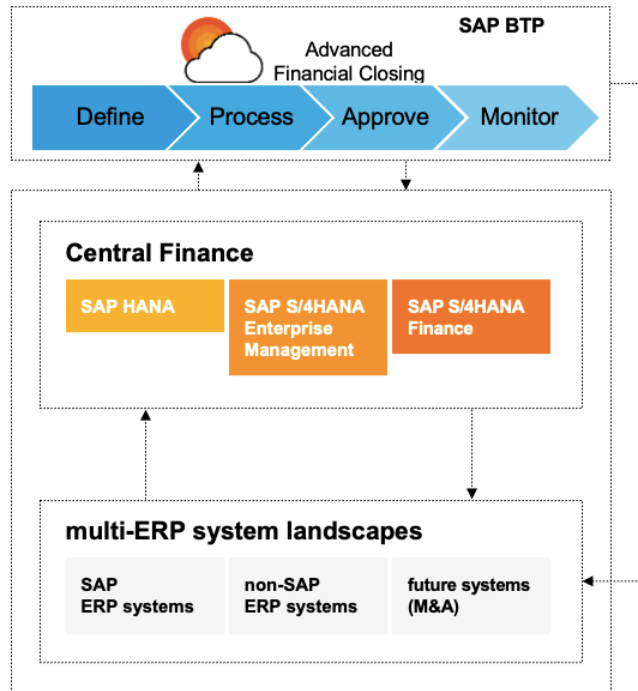 SAP BTP
Advanced
Financial Closing
Define
Process
Approve
Monitor
Central Finance
SAP HANA
SAP S/4HANA
Enterprise
Management
SAP S/4HANA
Finance
multi-ERP system landscapes
SAP
ERP systems
non-SAP
ERP systems
future systems
(M&A)